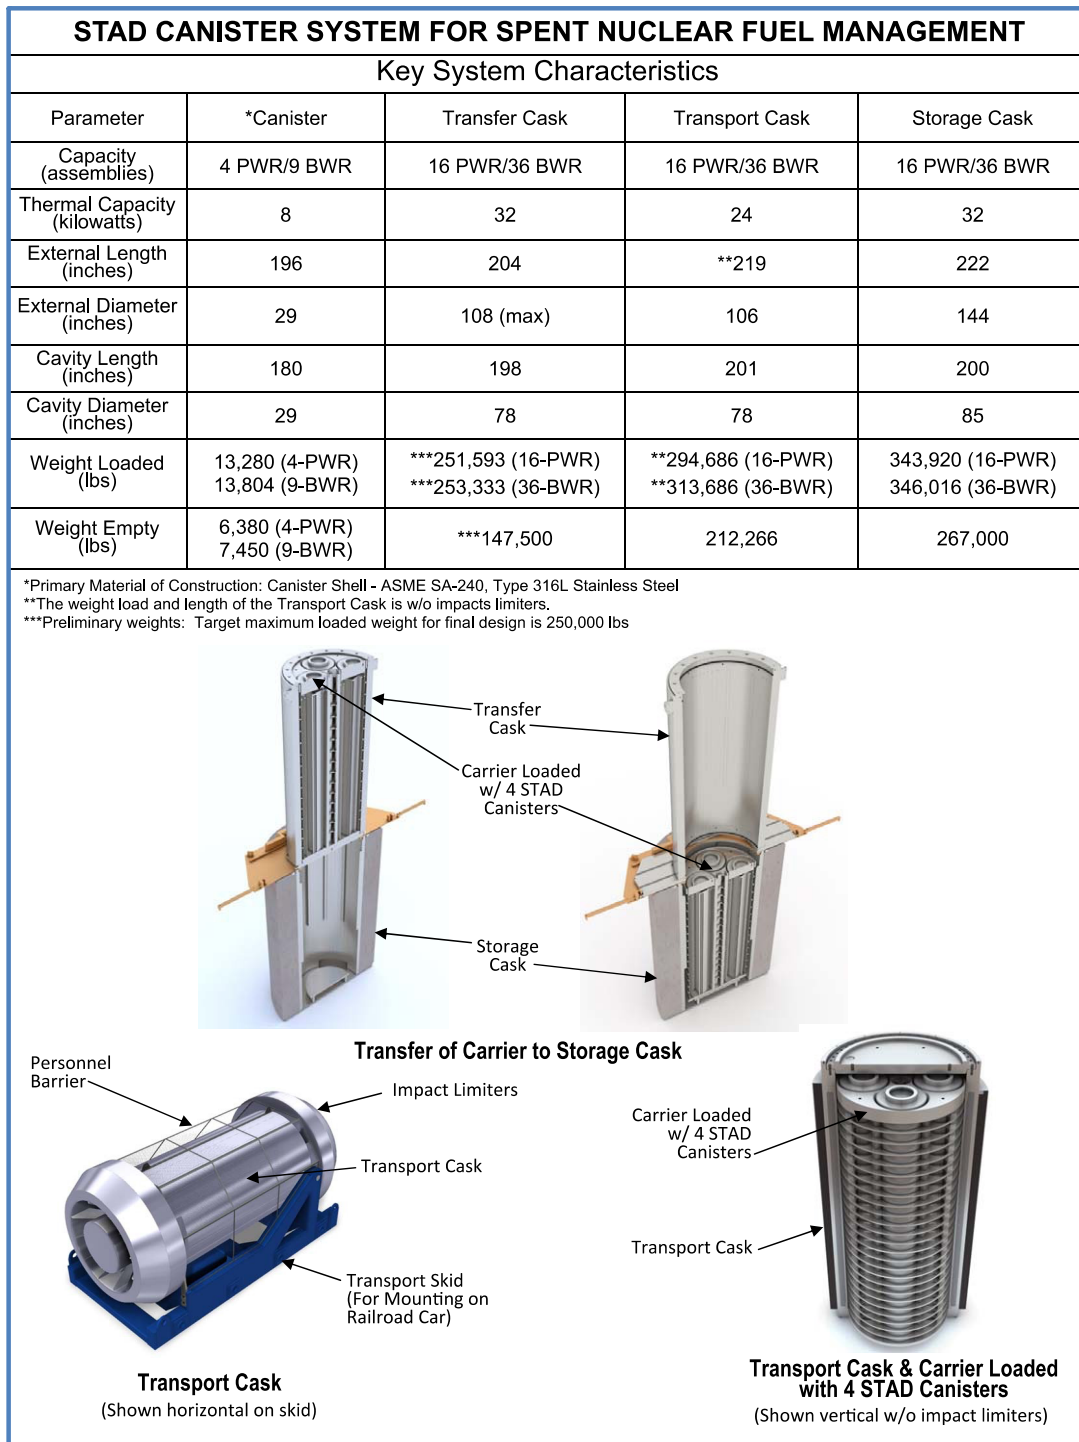 STAD CANISTER SYSTEM FOR SPENT NUCLEAR FUEL MANAGEMENT
Key System Characteristics
Parameter *Canister Transfer Cask Transport Cask Storage Cask
Capacity (assemblies) 4 PWR/9 BWR 16 PWR/36 BWR 16 PWR/36 BWR 16 PWR/36 BWR
Thermal Capacity (kilowatts) 8 32 24 32
External Length (inches) 196 204 **219 222
External Diameter (inches) 29 108 (max) 106 144
Cavity Length (inches) 180 198 201 200
Cavity Diameter (inches) 29 78 78 85
Weight Loaded (lbs) 13,280 (4-PWR) ***251,593 (16-PWR) **294,686 (16-PWR) 343,920 (16-PWR)
13,804 (9-BWR) ***253,333 (36-BWR) **313,686 (36-BWR) 346,016 (36-BWR)
Weight Empty (lbs) 6,380 (4-PWR) ***147,500 212,266 267,000
7,450 (9-BWR)
*Primary Material of Construction: Canister Shell - ASME SA-240, Type 316L Stainless Steel
**The weight load and length of the Transport Cask is w/o impacts limiters.
***Preliminary weights: Target maximum loaded weight for final design is 250,000 lbs
Transfer
Cask
Carrier Loaded
w/ 4 STAD
Canisters
Storage
Cask
Transfer of Carrier to Storage Cask
Personnel
Barrier
Impact Limiters
Transport Cask
Transport Skid
(For Mounting on
Railroad Car)
Transport Cask
(Shown horizontal on skid)
Carrier Loaded
w/ 4 STAD
Canisters
Transport Cask
Transport Cask & Carrier Loaded
with 4 STAD Canisters
(Shown vertical w/o impact limiters)